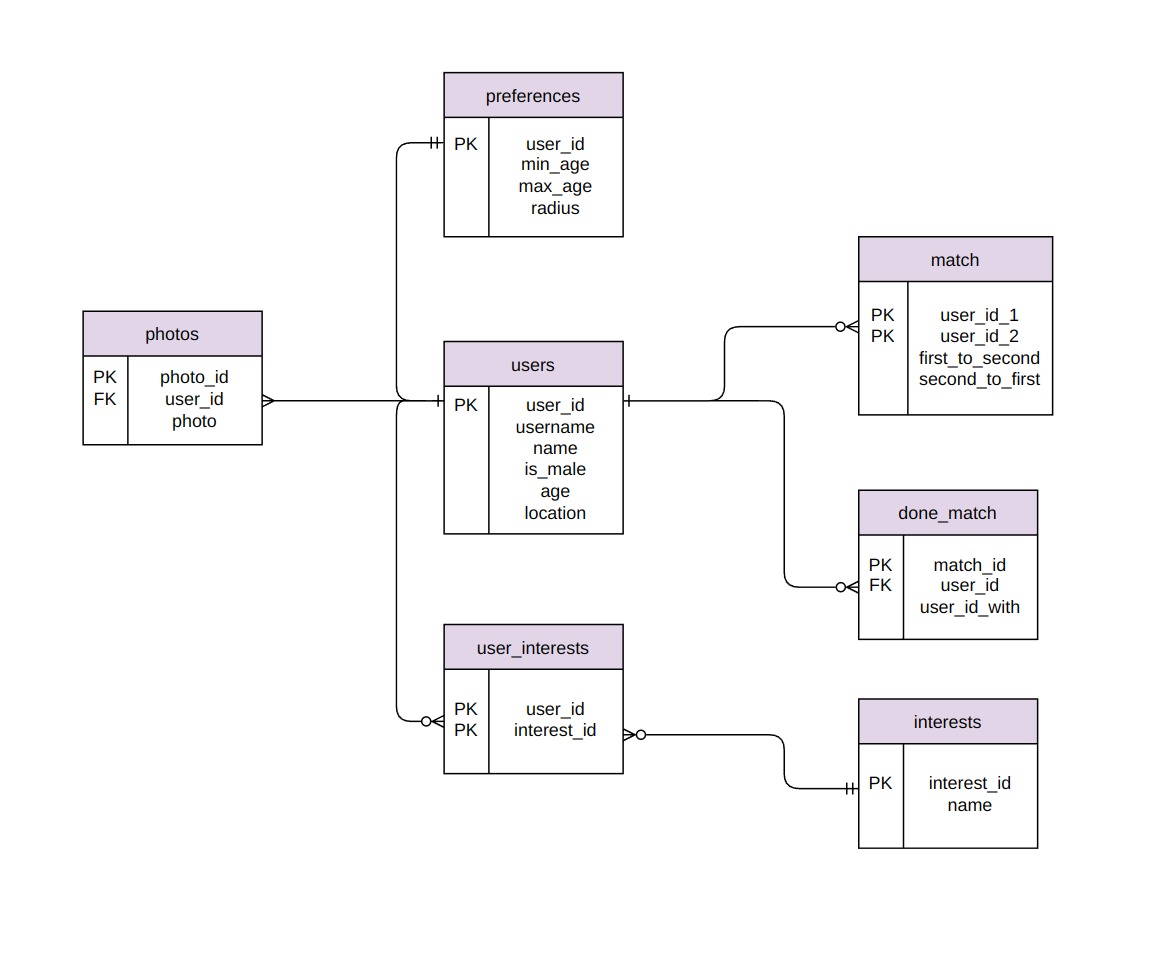 preferences
PK user_id
min_age
max_age
radius
match
PK user_id_1
PK user_id_2
first_to_second
second_to_first
photos
PK photo_id
FK user_id
photo
users
PK user_id
username
name
is_male
age
location
done_match
PK match_id
FK user_id
user_id_with
user_interests
PK user_id
PK interest_id
interests
PK interest_id
name